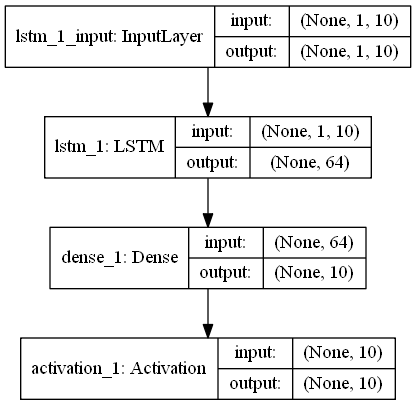 lstm_1_input: InputLayer
input: (None, 1, 10)
output: (None, 1, 10)
lstm_1: LSTM
input: (None, 1, 10)
output: (None, 64)
dense_1: Dense
input: (None, 64)
output: (None, 10)
activation_1: Activation
input: (None, 10)
output: (None, 10)